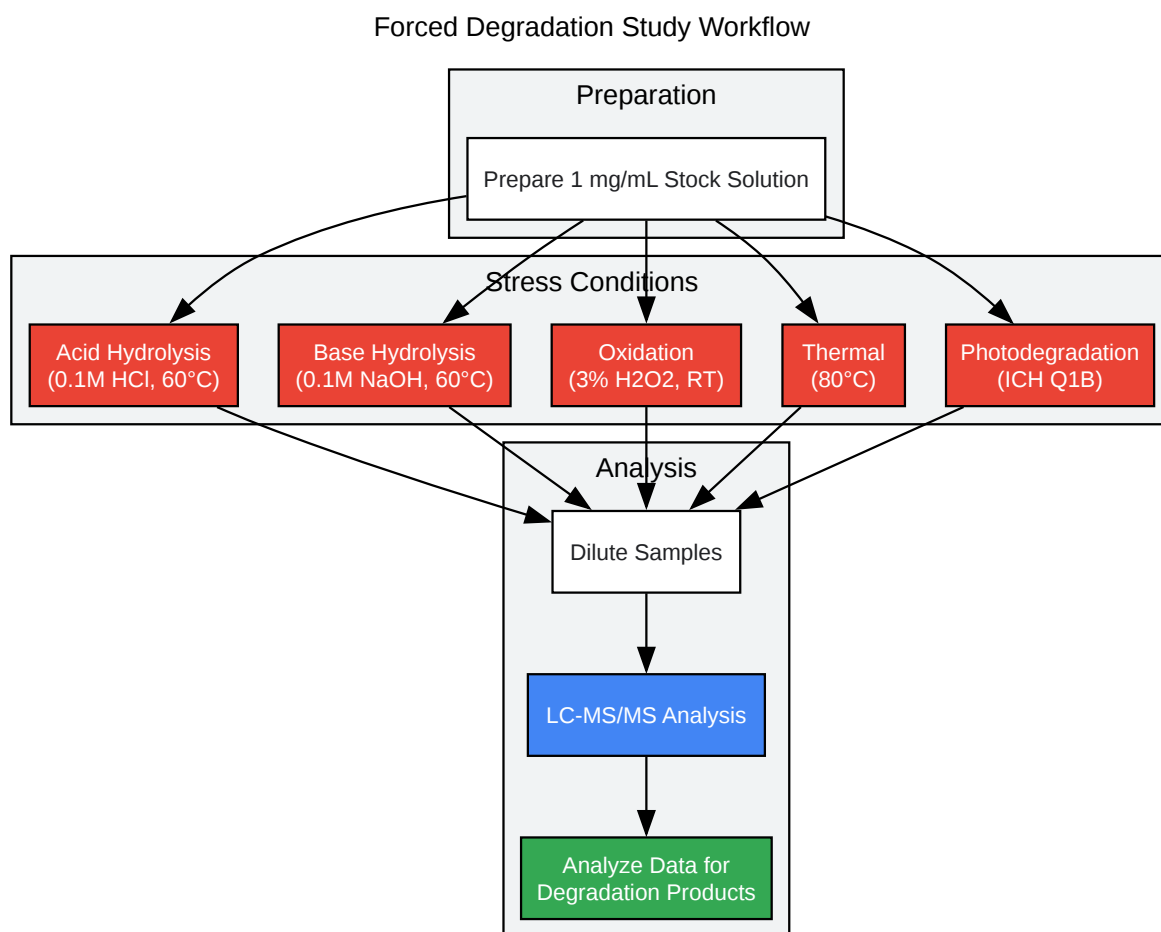 Forced Degradation Study Workflow
Preparation
Prepare 1 mg/mL Stock Solution
Stress Conditions
Acid Hydrolysis
(0.1M HCl, 60°C)
Base Hydrolysis
(0.1M NaOH, 60°C)
Oxidation
(3% H2O2, RT)
Thermal
(80°C)
Photodegradation
(ICH Q1B)
Analysis
Dilute Samples
LC-MS/MS Analysis
Analyze Data for
Degradation Products